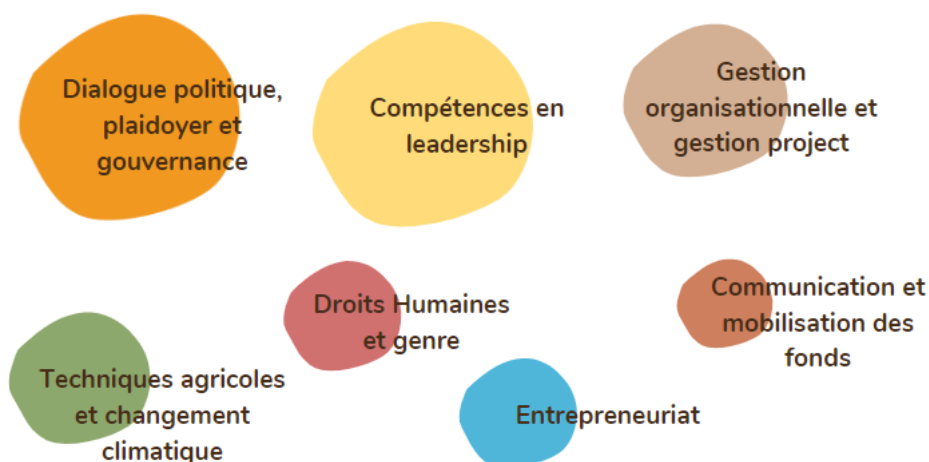 Dialogue politique,
plaidoyer et
gouvernance
Compétences en
leadership
Gestion
organisationnelle et
gestion project
Droits Humaines
et genre
Communication et
mobilisation des
fonds
Techniques agricoles
et changement
climatique
Entrepreneuriat